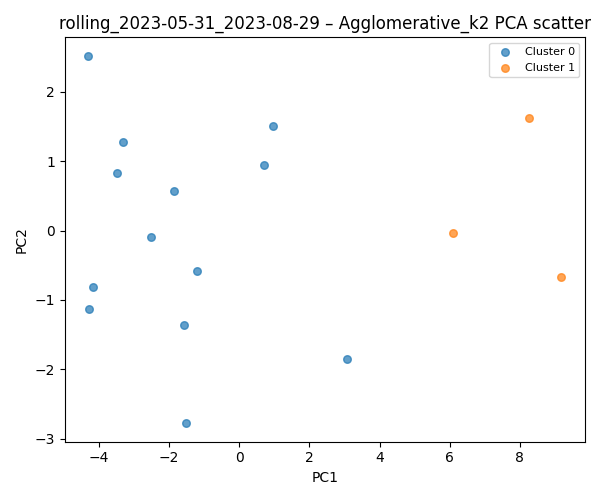 rolling_2023-05-31_2023-08-29 – Agglomerative_k2 PCA scatter
Cluster 0
Cluster 1
2
1
0
−1
−2
−3
PC2
−4
−2
0
2
4
6
8
PC1